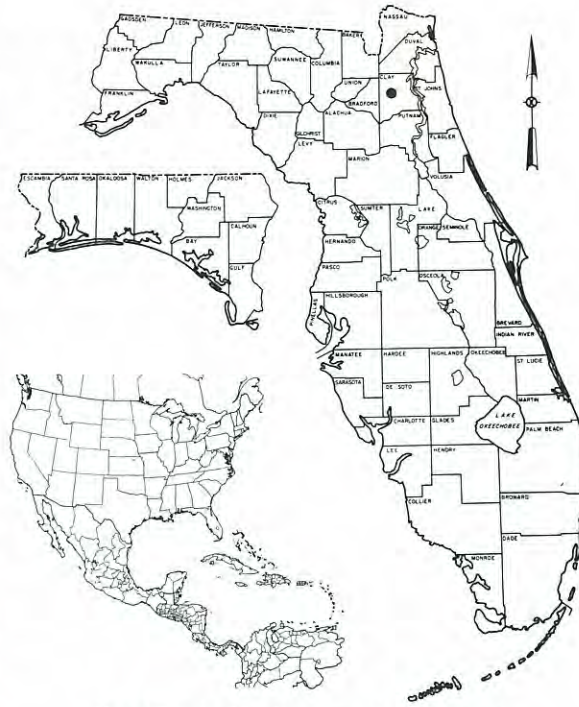 NASSAU
GADSDEN
LEON
JEFFERSON
MADISON
HAMILTON
BAKER
DUVAL
LIBERTY
WAKULLA
TAYLOR
SUWANNEE
COLUMBIA
UNION
CLAY
ST JOHNS
FRANKLIN
LAFAYETTE
BRADFORD
DIXIE
GILCHRIST
ALACHUA
PUTNAM
FLAGLER
LEVY
MARION
VOLUSIA
ESCAMBIA
SANTA ROSA
OKALOOSA
WALTON
HOLMES
JACKSON
WASHINGTON
BAY
CALHOUN
GULF
CITRUS
SUMTER
LAKE
ORANGE
SEMINOLE
HERNANDO
PASCO
POLK
OSCEOLA
HILLSBOROUGH
PINELLAS
BREVARD
INDIAN RIVER
MANATEE
HARDEE
HIGHLANDS
OKEECHOBEE
ST LUCIE
SARASOTA
DE SOTO
MARTIN
CHARLOTTE
GLADES
LAKE
OKEECHOBEE
PALM BEACH
LEE
HENDRY
COLLIER
BROWARD
DADE
MONROE